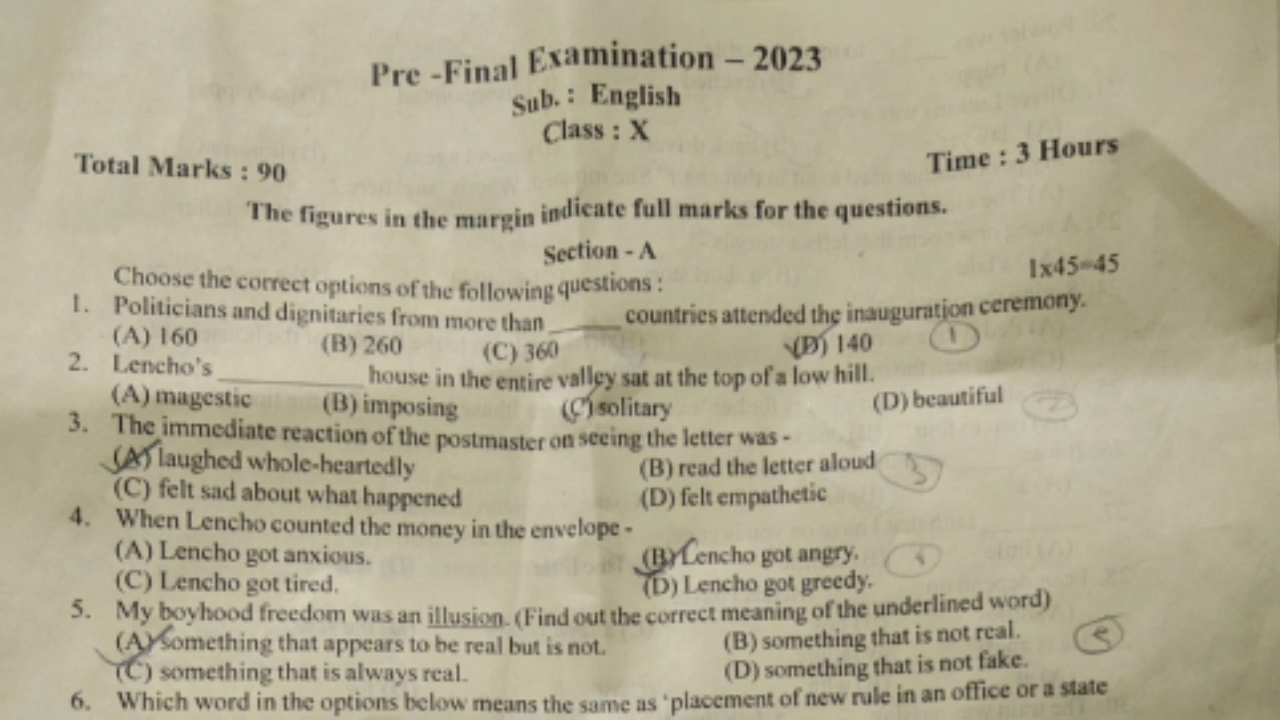 Pre -Final Examination – 2023
Sub. : English
Class : X
Total Marks : 90 Time : 3 Hours
The figures in the margin indicate full marks for the questions.
Section - A
Choose the correct options of the following questions : 1x45=45
1. Politicians and dignitaries from more than ______ countries attended the inauguration ceremony.
(A) 160 (B) 260 (C) 360 (D) 140 1
2. Lencho's ____________ house in the entire valley sat at the top of a low hill.
(A) magestic (B) imposing (C) solitary (D) beautiful 2
3. The immediate reaction of the postmaster on seeing the letter was -
(A) laughed whole-heartedly (B) read the letter aloud 3
(C) felt sad about what happened (D) felt empathetic
4. When Lencho counted the money in the envelope -
(A) Lencho got anxious. (B) Lencho got angry.
(C) Lencho got tired. (D) Lencho got greedy.
5. My boyhood freedom was an illusion. (Find out the correct meaning of the underlined word)
(A) something that appears to be real but is not. (B) something that is not real. 5
(C) something that is always real. (D) something that is not fake.
6. Which word in the options below means the same as 'placement of new rule in an office or a state